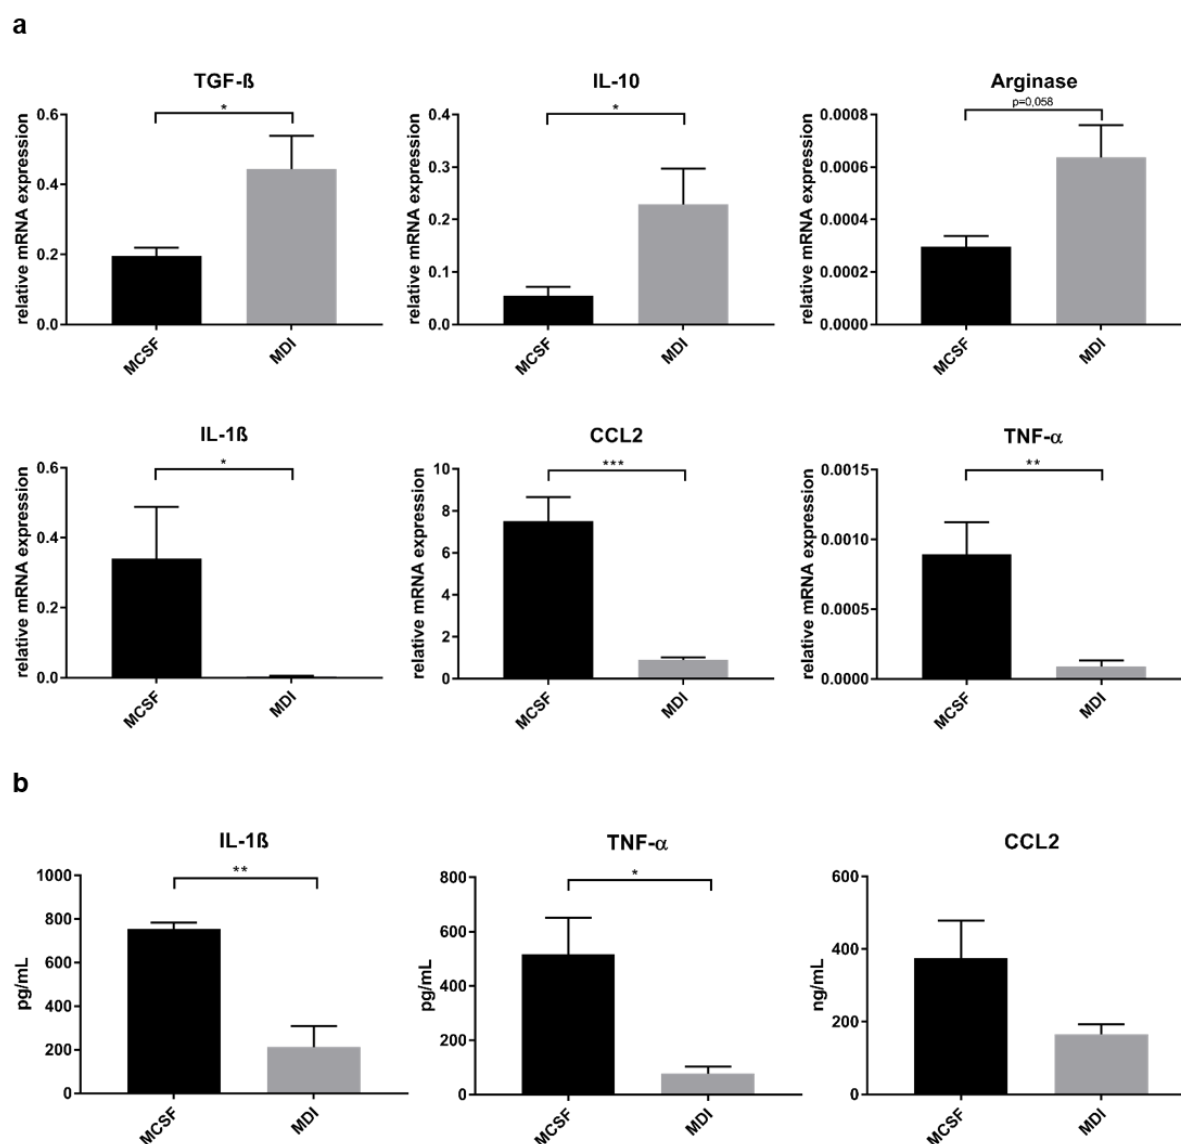 a
TGF-ß
relative mRNA expression
0.6
0.4
0.2
0.0
*
MCSF
MDI
IL-10
relative mRNA expression
0.4
0.3
0.2
0.1
0.0
*
MCSF
MDI
Arginase
relative mRNA expression
0.0008
0.0006
0.0004
0.0002
0.0000
p=0,058
MCSF
MDI
IL-1ß
relative mRNA expression
0.6
0.4
0.2
0.0
*
MCSF
MDI
CCL2
relative mRNA expression
10
8
6
4
2
0
***
MCSF
MDI
TNF-α
relative mRNA expression
0.0015
0.0010
0.0005
0.0000
**
MCSF
MDI
b
IL-1ß
pg/mL
1000
800
600
400
200
0
**
MCSF
MDI
TNF-α
pg/mL
800
600
400
200
0
*
MCSF
MDI
CCL2
ng/mL
600
400
200
0
MCSF
MDI